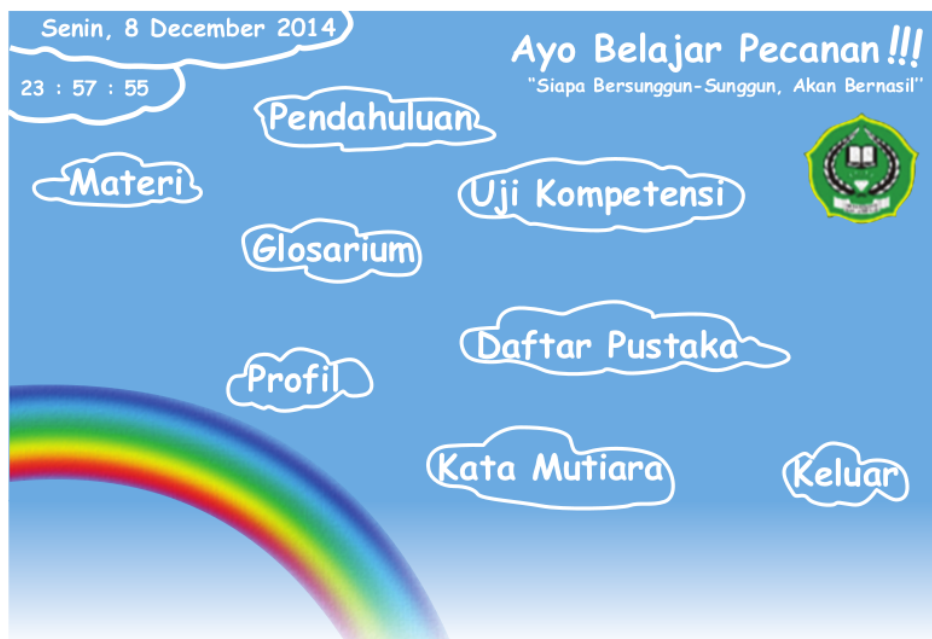 Senin, 8 December 2014
23 : 57 : 55
Ayo Belajar Pecanan !!!
"Siapa Bersunggun-Sunggun, Akan Bernasil"
Pendahuluan
Materi
Uji Kompetensi
Glosarium
Daftar Pustaka
Profil
Kata Mutiara
Keluar